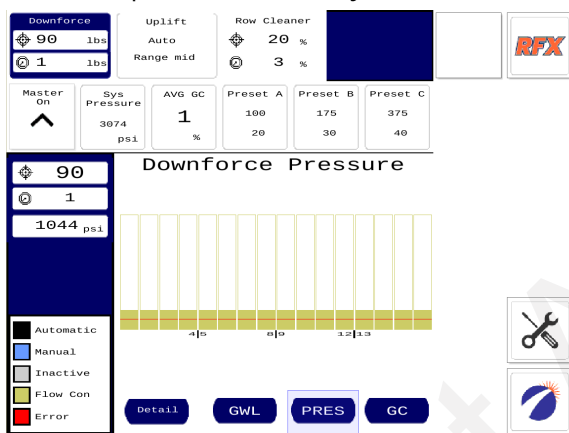 Downforce
90 lbs
1 lbs
Uplift
Auto
Range mid
Row Cleaner
20 %
3 %
RFX
Master
On
Sys
Pressure
3074
psi
AVG GC
1
%
Preset A
100
20
Preset B
175
30
Preset C
375
40
90
1
1044 psi
Downforce Pressure
4|5 8|9 12|13
Automatic
Manual
Inactive
Flow Con
Error
Detail
GWL
PRES
GC